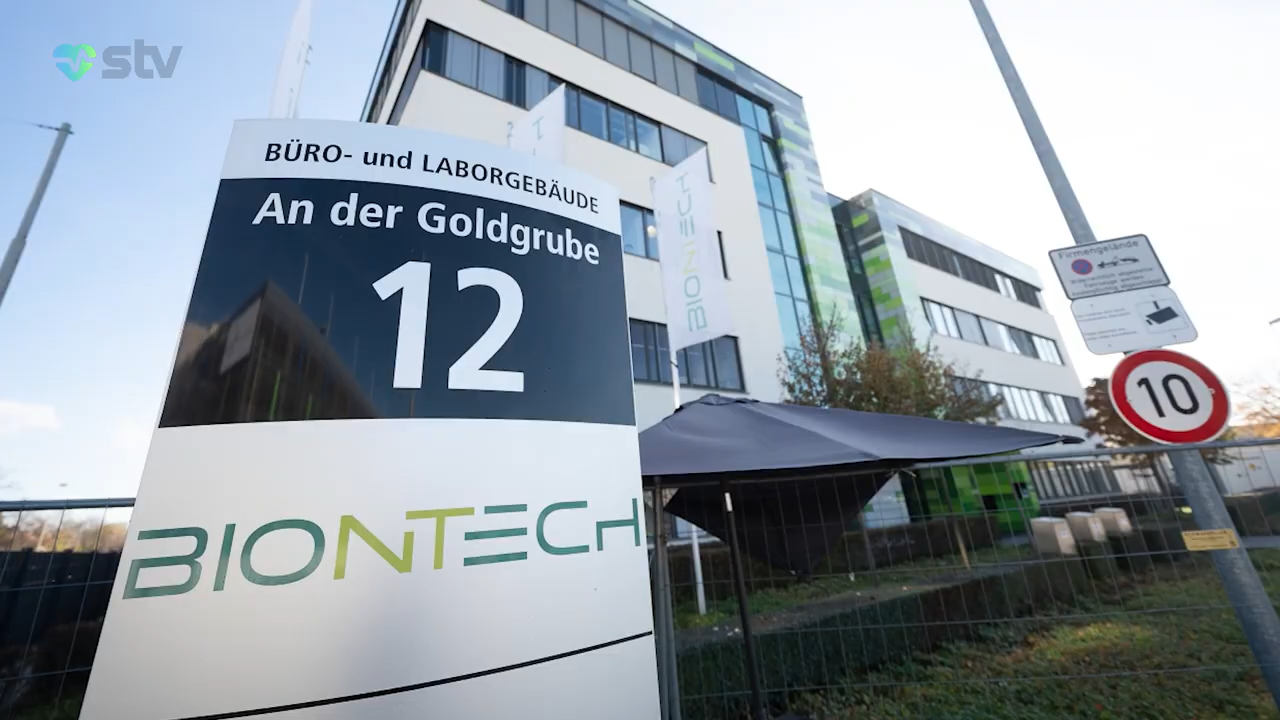 stv
BÜRO- und LABORGEBÄUDE
An der Goldgrube
12
BIONTECH
BIONTECH
Firmengelände
10